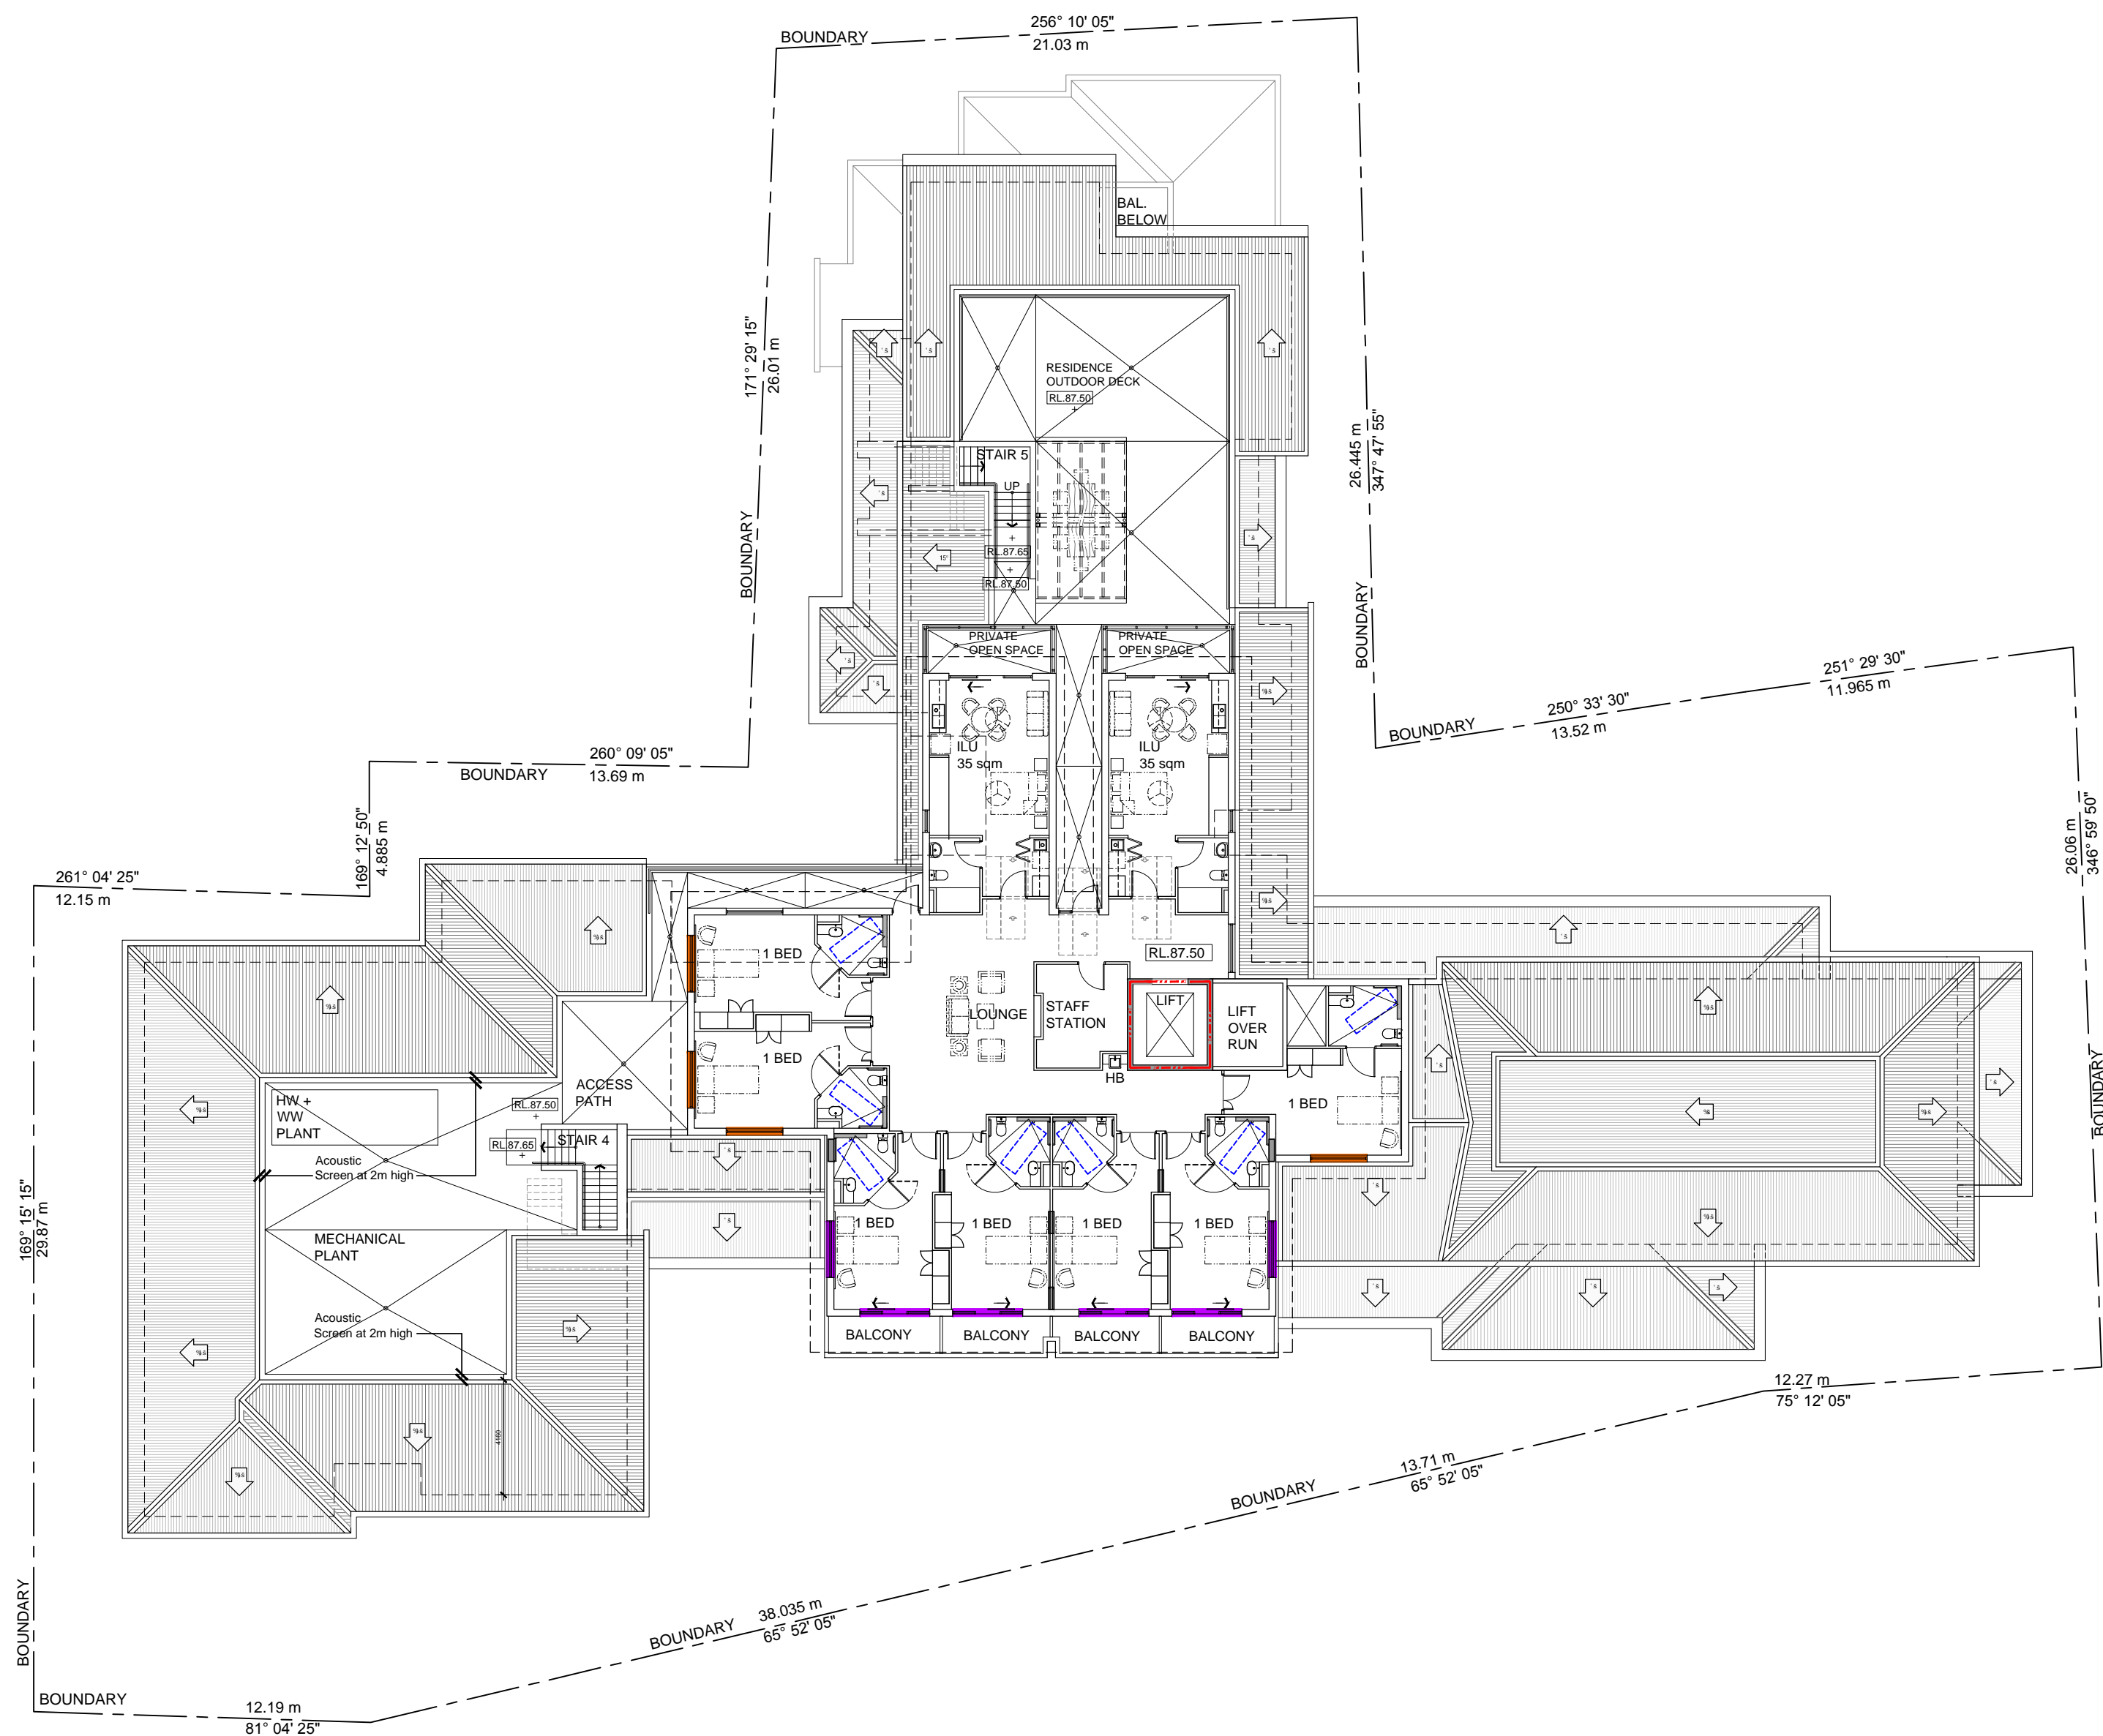 256° 10' 05"
BOUNDARY
21.03 m
BAL.
BELOW
171° 29' 15"
26.01 m
BOUNDARY
RESIDENCE
OUTDOOR DECK
RL.87.50
26.445 m
347° 47' 55"
BOUNDARY
STAIR 5
UP
RL.87.65
15°
RL.87.50
PRIVATE
OPEN SPACE
PRIVATE
OPEN SPACE
251° 29' 30"
11.965 m
250° 33' 30"
13.52 m
BOUNDARY
260° 09' 05"
BOUNDARY
13.69 m
ILU
35 sqm
ILU
35 sqm
169° 12' 50"
4.885 m
26.06 m
346° 59' 50"
BOUNDARY
261° 04' 25"
12.15 m
1 BED
RL.87.50
LOUNGE
STAFF
STATION
LIFT
LIFT
OVER
RUN
HB
1 BED
1 BED
ACCESS
PATH
HW +
WW
PLANT
RL.87.50
RL.87.65
STAIR 4
Acoustic
Screen at 2m high
169° 15' 15"
29.87 m
BOUNDARY
MECHANICAL
PLANT
Acoustic
Screen at 2m high
1 BED
1 BED
1 BED
1 BED
BALCONY
BALCONY
BALCONY
BALCONY
4160
12.27 m
75° 12' 05"
13.71 m
65° 52' 05"
BOUNDARY
38.035 m
65° 52' 05"
BOUNDARY
BOUNDARY
12.19 m
81° 04' 25"